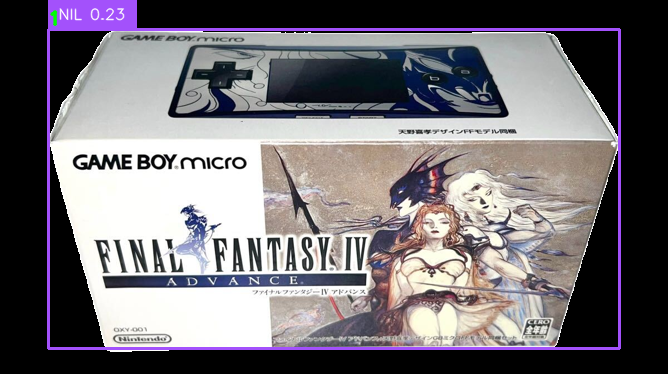 1
NIL 0.23
GAME BOY micro
天野喜孝デザインFFモデル同梱
GAME BOY micro
FINAL FANTASY IV
ADVANCE
ファイナルファンタジーIV アドバンス
OXY-001
Nintendo
CERO
全年齢